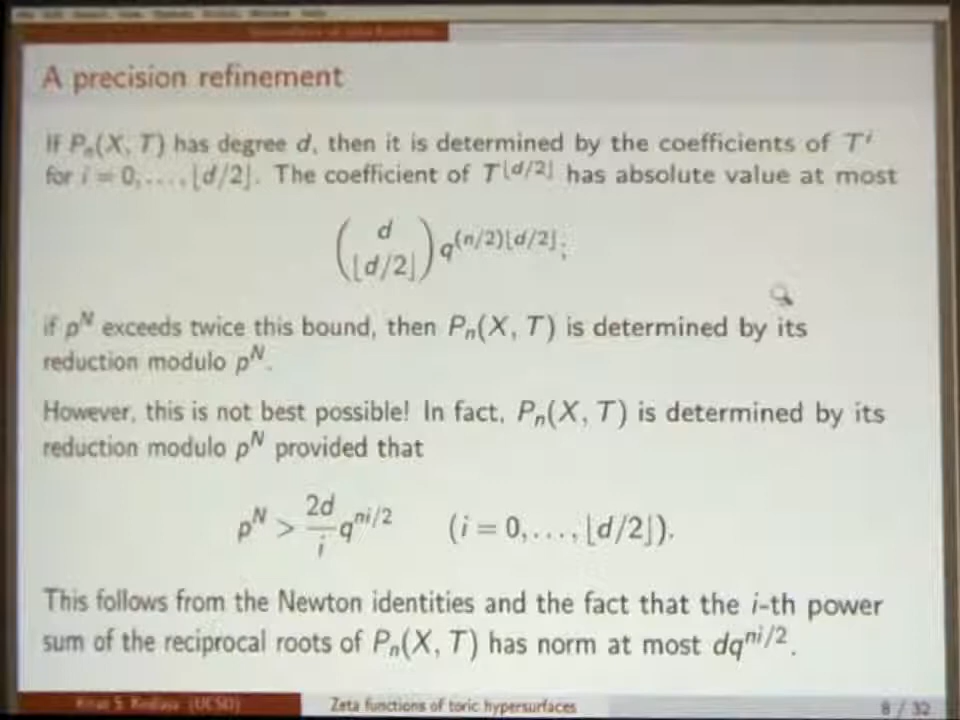 A precision refinement
If Pₙ(X, T) has degree d, then it is determined by the coefficients of Tⁱ
for i = 0, . . . , ⌊d/2⌋. The coefficient of T^⌊d/2⌋ has absolute value at most
(d ⌊d/2⌋) q^(n/2)⌊d/2⌋;
if p^N exceeds twice this bound, then Pₙ(X, T) is determined by its
reduction modulo p^N.
However, this is not best possible! In fact, Pₙ(X, T) is determined by its
reduction modulo p^N provided that
p^N > 2d/i q^ni/2 (i = 0, . . . , ⌊d/2⌋).
This follows from the Newton identities and the fact that the i-th power
sum of the reciprocal roots of Pₙ(X, T) has norm at most dq^ni/2.
Kiran S. Kedlaya (UCSD) Zeta functions of toric hypersurfaces 8 / 32